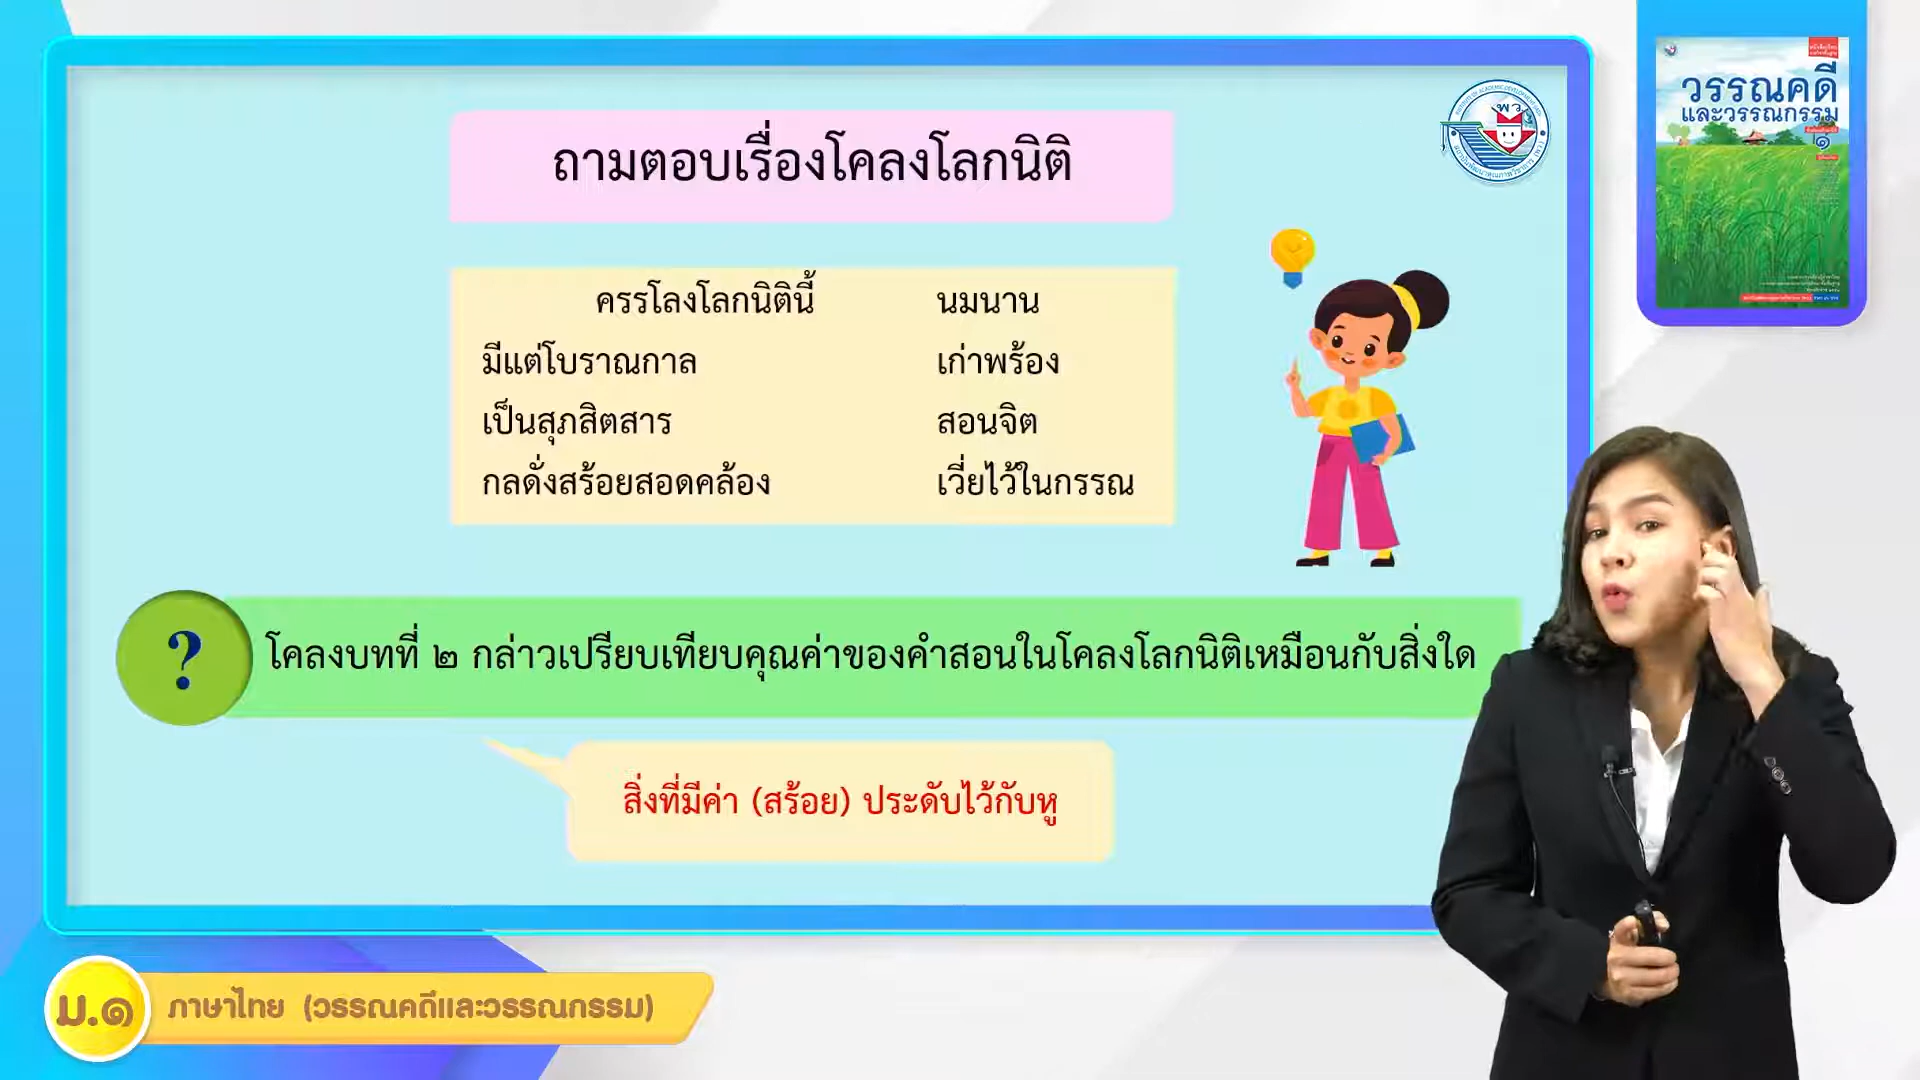 ถามตอบเรื่องโคลงโลกนิติ
ครรโลงโลกนิตินี้ นมนาน
มีแต่โบราณกาล เก่าพร้อง
เป็นสุภสิตสาร สอนจิต
กลดั่งสร้อยสอดคล้อง เวี่ยไว้ในกรรณ
? โคลงบทที่ ๒ กล่าวเปรียบเทียบคุณค่าของคำสอนในโคลงโลกนิติเหมือนกับสิ่งใด
สิ่งที่มีค่า (สร้อย) ประดับไว้กับหู
ม.๑ ภาษาไทย (วรรณคดีและวรรณกรรม)
วรรณคดี
และวรรณกรรม
๑
พว.